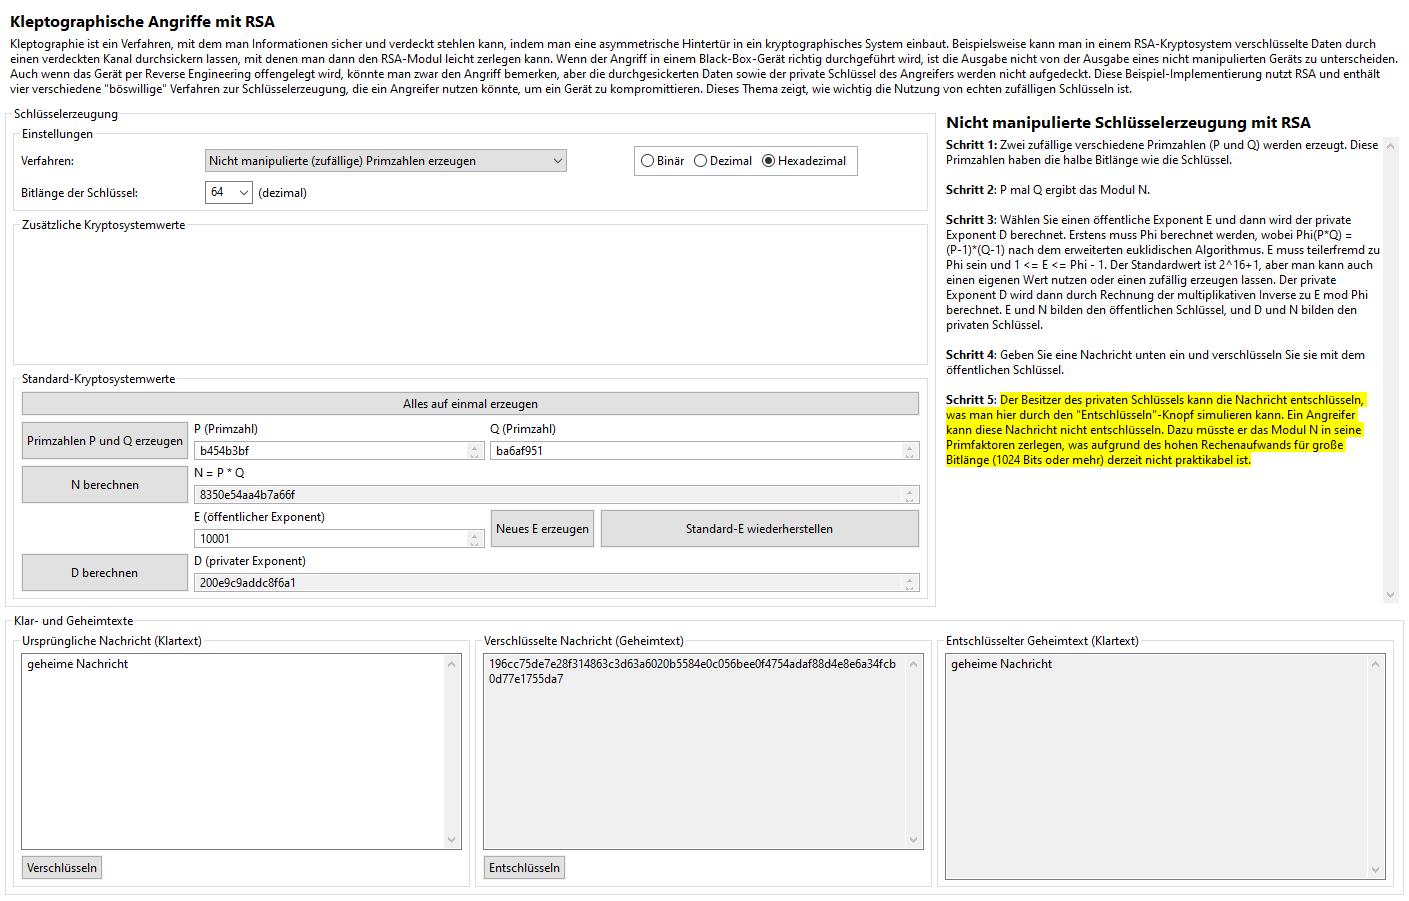 Kleptographische Angriffe mit RSA
Kleptographie ist ein Verfahren, mit dem man Informationen sicher und verdeckt stehlen kann, indem man eine asymmetrische Hintertür in ein kryptographisches System einbaut. Beispielsweise kann man in einem RSA-Kryptosystem verschlüsselte Daten durch
einen verdeckten Kanal durchsickern lassen, mit denen man dann den RSA-Modul leicht zerlegen kann. Wenn der Angriff in einem Black-Box-Gerät richtig durchgeführt wird, ist die Ausgabe nicht von der Ausgabe eines nicht manipulierten Geräts zu unterscheiden.
Auch wenn das Gerät per Reverse Engineering offengelegt wird, könnte man zwar den Angriff bemerken, aber die durchgesickerten Daten sowie der private Schlüssel des Angreifers werden nicht aufgedeckt. Diese Beispiel-Implementierung nutzt RSA und enthält
vier verschiedene "böswillige" Verfahren zur Schlüsselerzeugung, die ein Angreifer nutzen könnte, um ein Gerät zu kompromittieren. Dieses Thema zeigt, wie wichtig die Nutzung von echten zufälligen Schlüsseln ist.
Schlüsselerzeugung
Einstellungen
Verfahren:
Nicht manipulierte (zufällige) Primzahlen erzeugen
Binär
Dezimal
Hexadezimal
Bitlänge der Schlüssel:
64
(dezimal)
Zusätzliche Kryptosystemwerte
Standard-Kryptosystemwerte
Alles auf einmal erzeugen
Primzahlen P und Q erzeugen
P (Primzahl)
b454b3bf
Q (Primzahl)
ba6af951
N berechnen
N = P * Q
8350e54aa4b7a66f
E (öffentlicher Exponent)
10001
Neues E erzeugen
Standard-E wiederherstellen
D berechnen
D (privater Exponent)
200e9c9addc8f6a1
Nicht manipulierte Schlüsselerzeugung mit RSA
Schritt 1: Zwei zufällige verschiedene Primzahlen (P und Q) werden erzeugt. Diese
Primzahlen haben die halbe Bitlänge wie die Schlüssel.
Schritt 2: P mal Q ergibt das Modul N.
Schritt 3: Wählen Sie einen öffentliche Exponent E und dann wird der private
Exponent D berechnet. Erstens muss Phi berechnet werden, wobei Phi(P*Q) =
(P-1)*(Q-1) nach dem erweiterten euklidischen Algorithmus. E muss teilerfremd zu
Phi sein und 1 <= E <= Phi - 1. Der Standardwert ist 2^16+1, aber man kann auch
einen eigenen Wert nutzen oder einen zufällig erzeugen lassen. Der private
Exponent D wird dann durch Rechnung der multiplikativen Inverse zu E mod Phi
berechnet. E und N bilden den öffentlichen Schlüssel, und D und N bilden den
privaten Schlüssel.
Schritt 4: Geben Sie eine Nachricht unten ein und verschlüsseln Sie sie mit dem
öffentlichen Schlüssel.
Schritt 5: Der Besitzer des privaten Schlüssels kann die Nachricht entschlüsseln,
was man hier durch den "Entschlüsseln"-Knopf simulieren kann. Ein Angreifer
kann diese Nachricht nicht entschlüsseln. Dazu müsste er das Modul N in seine
Primfaktoren zerlegen, was aufgrund des hohen Rechenaufwands für große
Bitlänge (1024 Bits oder mehr) derzeit nicht praktikabel ist.
Klar- und Geheimtexte
Ursprüngliche Nachricht (Klartext)
geheime Nachricht
Verschlüsseln
Verschlüsselte Nachricht (Geheimtext)
196cc75de7e28f314863c3d63a6020b5584e0c056bee0f4754adaf88d4e8e6a34fcb
0d77e1755da7
Entschlüsseln
Entschlüsselter Geheimtext (Klartext)
geheime Nachricht